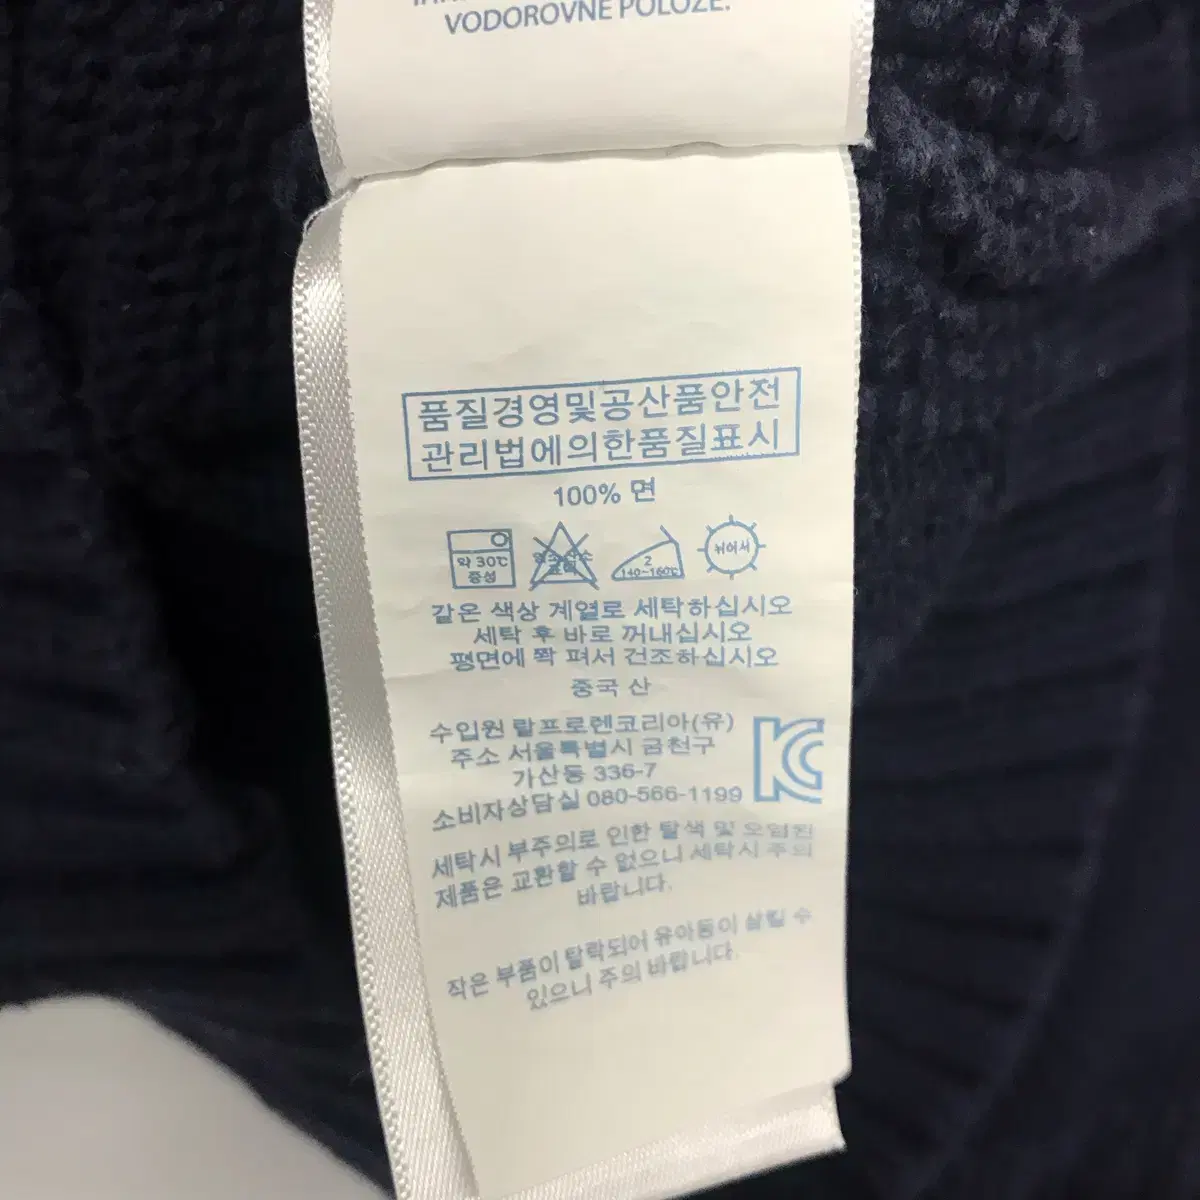 VODOROVNE POLOZE.
품질경영및공산품안전
관리법에의한품질표시
100% 면
약 30℃
중성
2
140~160℃
뉘어서
같은 색상 계열로 세탁하십시오
세탁 후 바로 꺼내십시오
평면에 쫙 펴서 건조하십시오
중국 산
수입원 랄프로렌코리아(유)
주소 서울특별시 금천구
가산동 336-7
소비자상담실 080-566-1199
세탁시 부주의로 인한 탈색 및 오염된
제품은 교환할 수 없으니 세탁시 주의
바랍니다.
작은 부품이 탈락되어 유아동이 삼킬 수
있으니 주의 바랍니다.